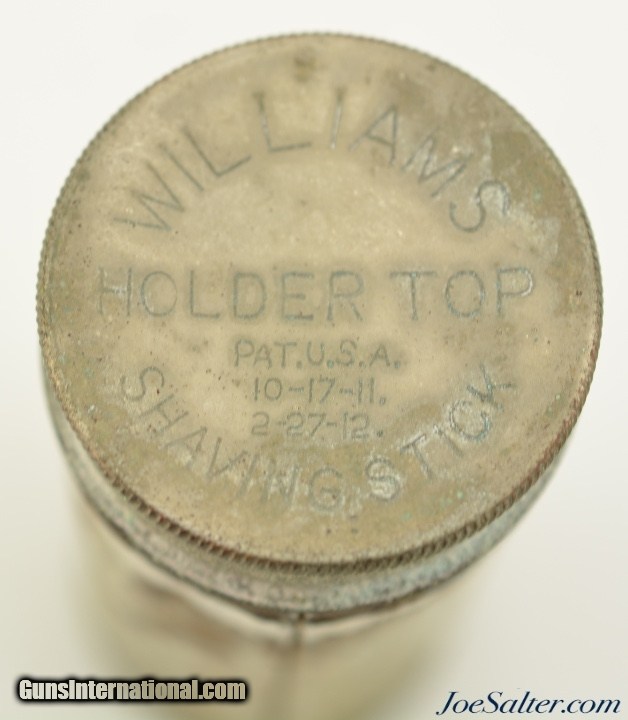 WILLIAMS
HOLDER TOP
PAT. U.S.A.
10-17-11.
2-27-12.
SHAVING STICK
GunsInternational.com
JoeSalter.com